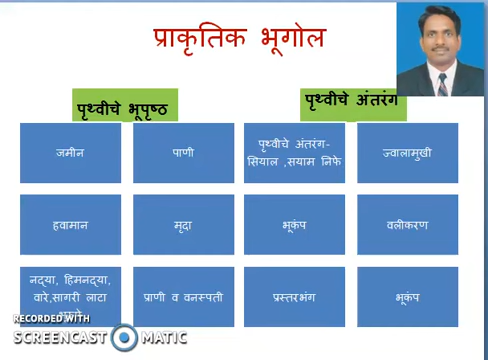 प्राकृतिक भूगोल
पृथ्वीचे भूपृष्ठ
पृथ्वीचे अंतरंग
जमीन
पाणी
पृथ्वीचे अंतरंग-
सियाल ,सयाम निफे
ज्वालामुखी
हवामान
मृदा
भूकंप
वलीकरण
नद्या, हिमनद्या,
वारे,सागरी लाटा
प्राणी व वनस्पती
प्रस्तरभंग
भूकंप
RECORDED WITH
SCREENCAST MATIC